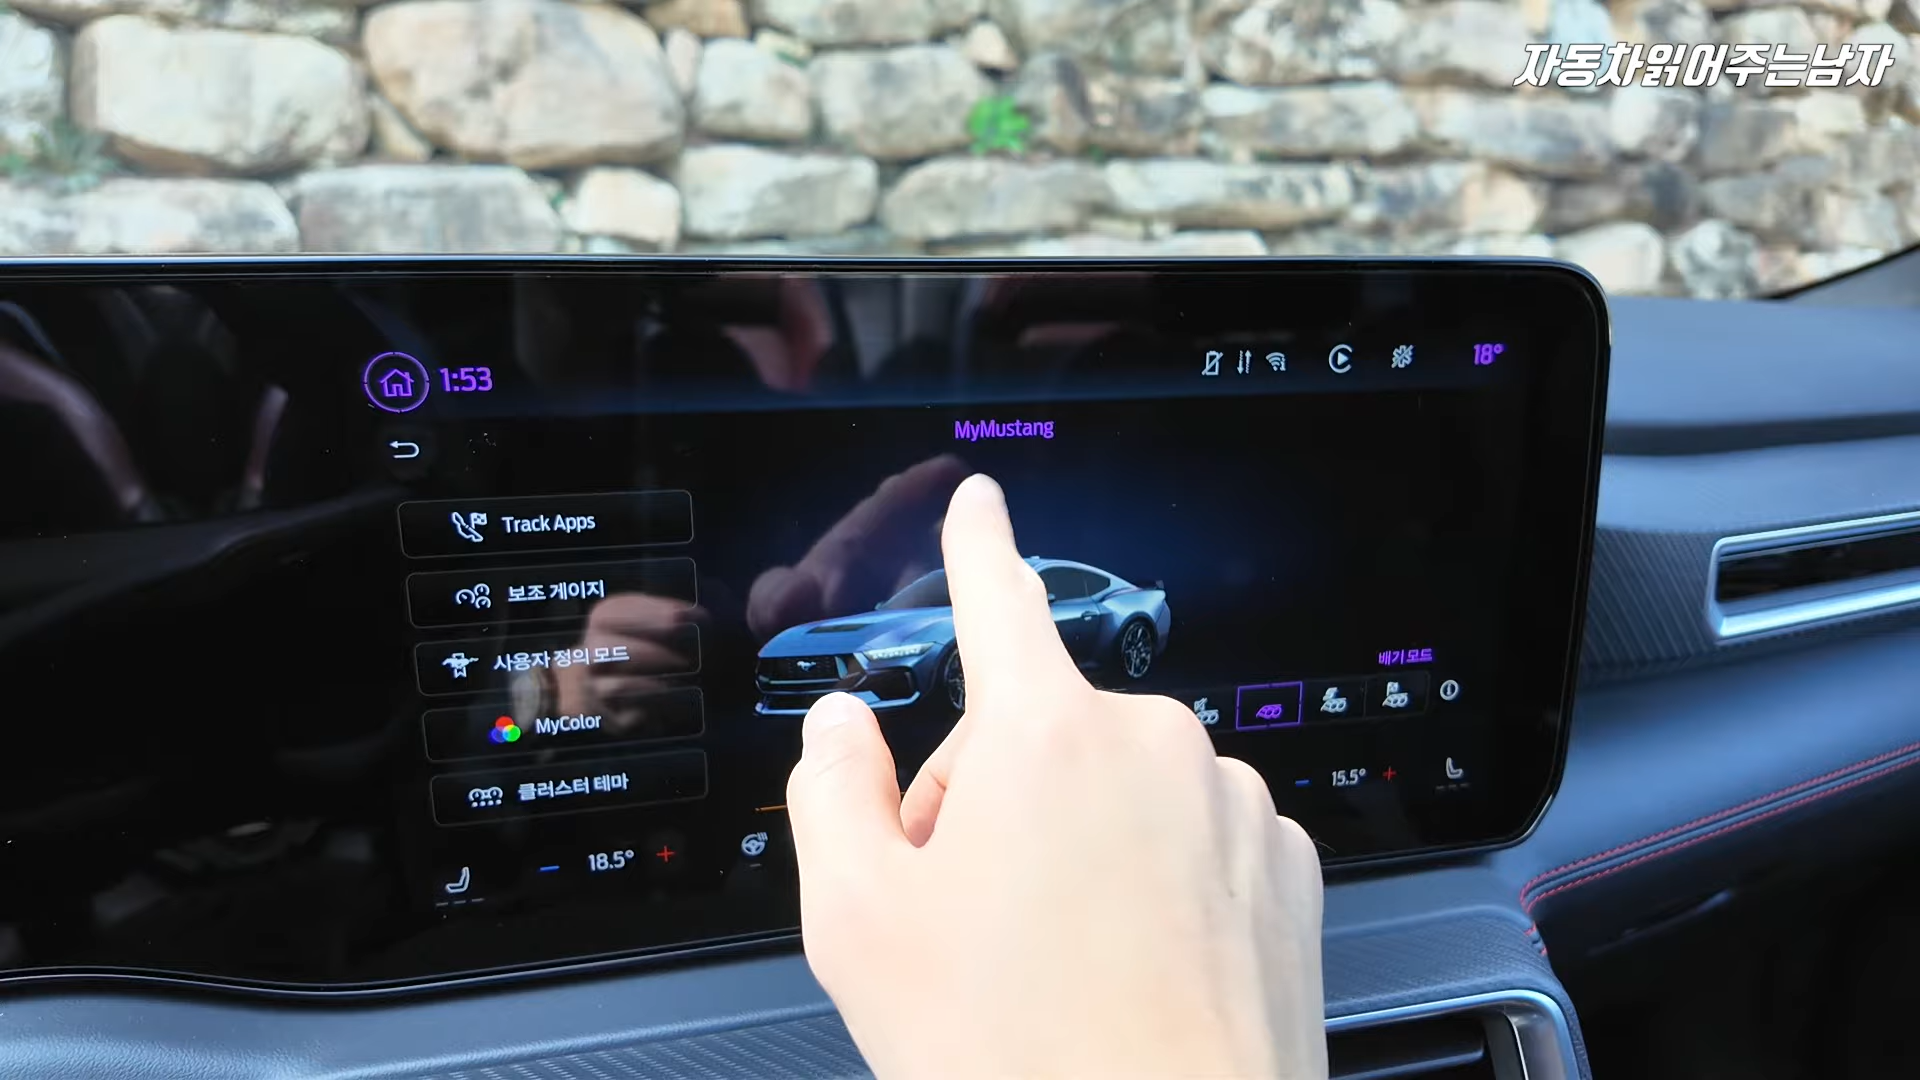 자동차읽어주는남자
1:53
18°
MyMustang
Track Apps
보조 게이지
사용자 정의 모드
MyColor
클러스터 테마
배기 모드
− 15.5° +
− 18.5° +